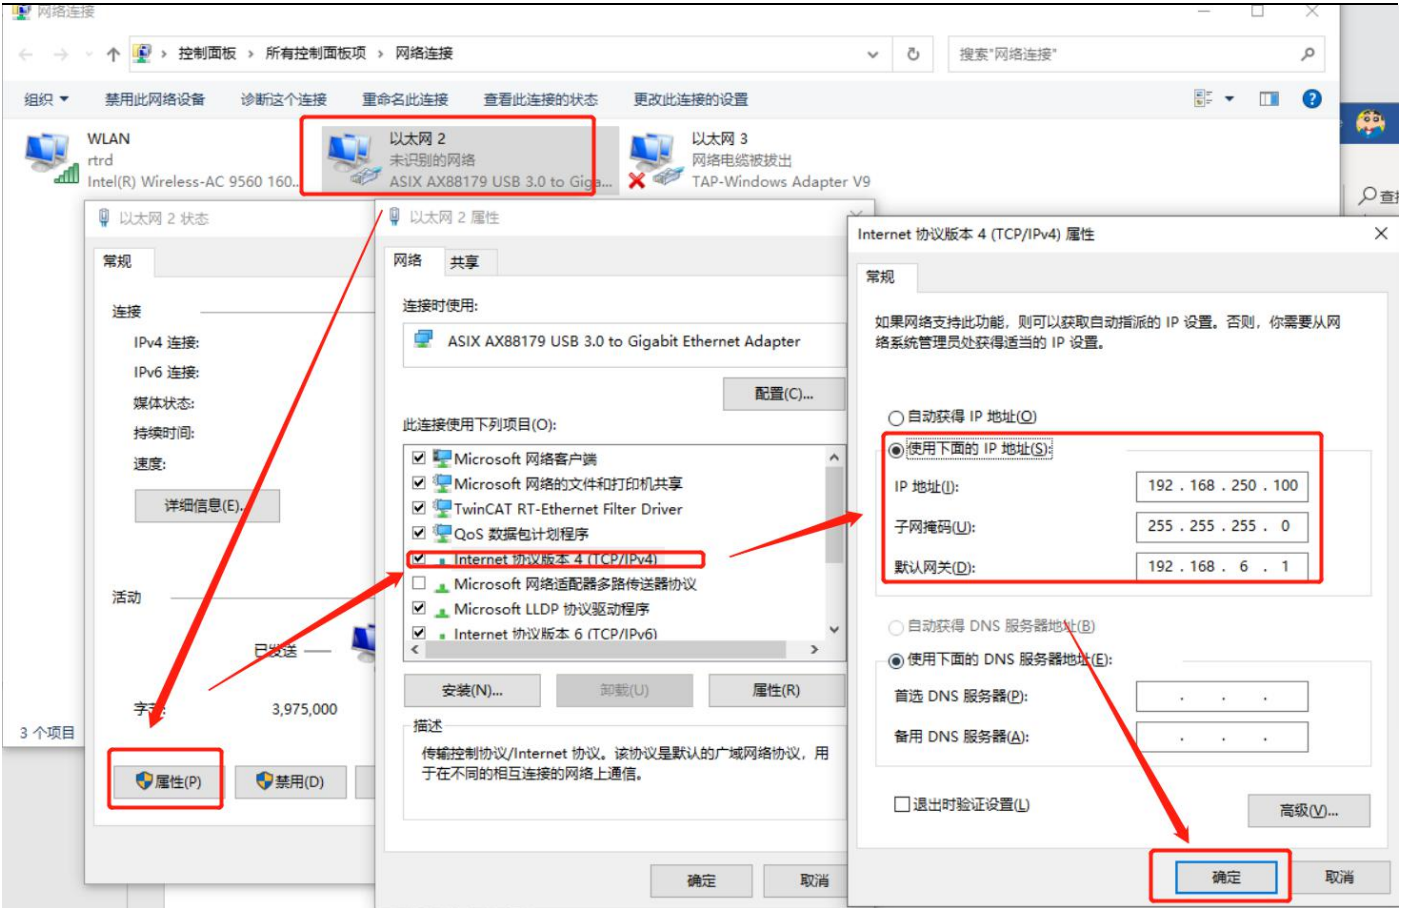 网络连接
控制面板 › 所有控制面板项 › 网络连接
搜索"网络连接"
组织 禁用此网络设备 诊断这个连接 重命名此连接 查看此连接的状态 更改此连接的设置
WLAN
rtrd
Intel(R) Wireless-AC 9560 160...
以太网 2
未识别的网络
ASIX AX88179 USB 3.0 to Giga...
以太网 3
网络电缆被拔出
TAP-Windows Adapter V9
3 个项目
以太网 2 状态
常规
连接
IPv4 连接:
IPv6 连接:
媒体状态:
持续时间:
速度:
详细信息(E)...
活动
已发送
字节:
3,975,000
属性(P)
禁用(D)
以太网 2 属性
网络 共享
连接时使用:
ASIX AX88179 USB 3.0 to Gigabit Ethernet Adapter
配置(C)...
此连接使用下列项目(O):
Microsoft 网络客户端
Microsoft 网络的文件和打印机共享
TwinCAT RT-Ethernet Filter Driver
QoS 数据包计划程序
Internet 协议版本 4 (TCP/IPv4)
Microsoft 网络适配器多路传送器协议
Microsoft LLDP 协议驱动程序
Internet 协议版本 6 (TCP/IPv6)
安装(N)... 卸载(U) 属性(R)
描述
传输控制协议/Internet 协议。该协议是默认的广域网络协议，用
于在不同的相互连接的网络上通信。
确定 取消
Internet 协议版本 4 (TCP/IPv4) 属性
常规
如果网络支持此功能，则可以获取自动指派的 IP 设置。否则，你需要从网
络系统管理员处获得适当的 IP 设置。
自动获得 IP 地址(O)
使用下面的 IP 地址(S):
IP 地址(I): 192 . 168 . 250 . 100
子网掩码(U): 255 . 255 . 255 . 0
默认网关(D): 192 . 168 . 6 . 1
自动获得 DNS 服务器地址(B)
使用下面的 DNS 服务器地址(E):
首选 DNS 服务器(P): . . .
备用 DNS 服务器(A): . . .
退出时验证设置(L)
高级(V)...
确定 取消